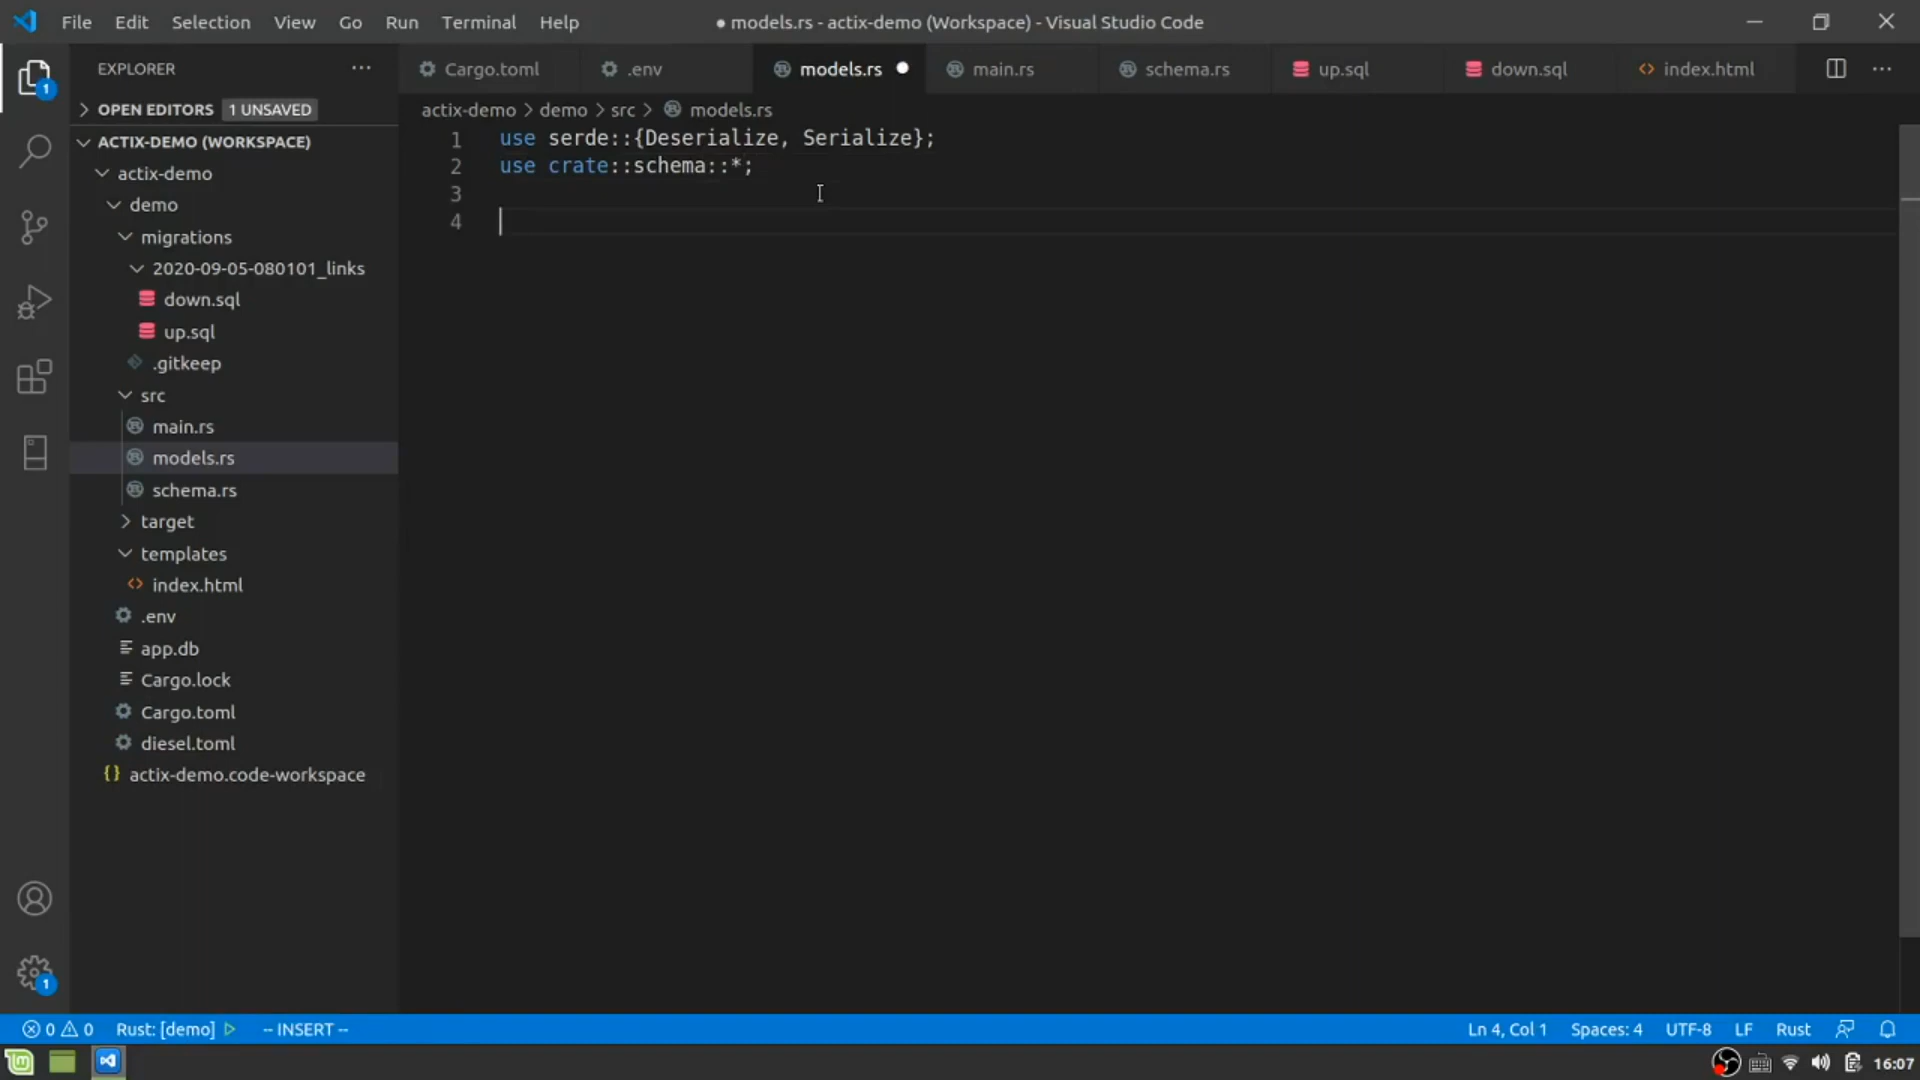 File Edit Selection View Go Run Terminal Help
● models.rs - actix-demo (Workspace) - Visual Studio Code
EXPLORER
Cargo.toml
.env
models.rs
main.rs
schema.rs
up.sql
down.sql
index.html
OPEN EDITORS 1 UNSAVED
actix-demo > demo > src > models.rs
ACTIX-DEMO (WORKSPACE)
actix-demo
demo
migrations
2020-09-05-080101_links
down.sql
up.sql
.gitkeep
src
main.rs
models.rs
schema.rs
target
templates
index.html
.env
app.db
Cargo.lock
Cargo.toml
diesel.toml
actix-demo.code-workspace
1 use serde::{Deserialize, Serialize};
2 use crate::schema::*;
3
4
1
1
0 0 Rust: [demo] -- INSERT --
Ln 4, Col 1 Spaces: 4 UTF-8 LF Rust
16:07